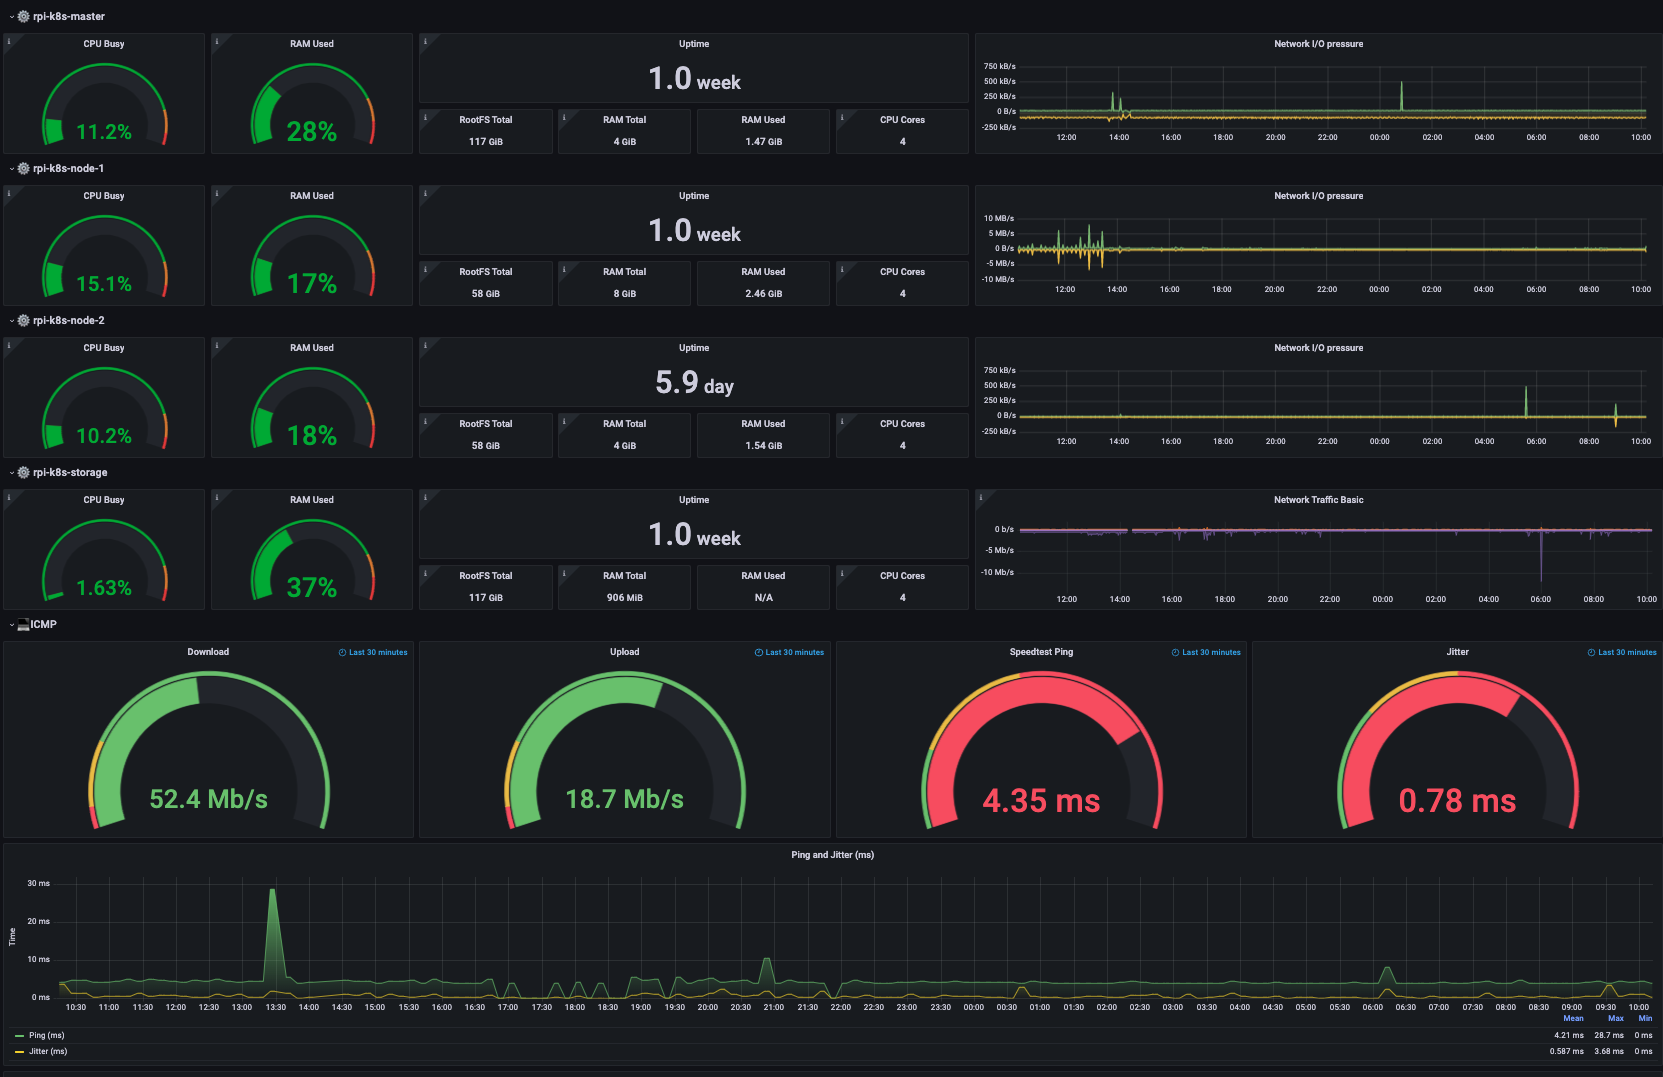 rpi-k8s-master
CPU Busy
11.2%
RAM Used
28%
Uptime
1.0 week
RootFS Total
117 GiB
RAM Total
4 GiB
RAM Used
1.47 GiB
CPU Cores
4
Network I/O pressure
750 kB/s
500 kB/s
250 kB/s
0 B/s
-250 kB/s
12:00 14:00 16:00 18:00 20:00 22:00 00:00 02:00 04:00 06:00 08:00 10:00
rpi-k8s-node-1
CPU Busy
15.1%
RAM Used
17%
Uptime
1.0 week
RootFS Total
58 GiB
RAM Total
8 GiB
RAM Used
2.46 GiB
CPU Cores
4
Network I/O pressure
10 MB/s
5 MB/s
0 B/s
-5 MB/s
-10 MB/s
12:00 14:00 16:00 18:00 20:00 22:00 00:00 02:00 04:00 06:00 08:00 10:00
rpi-k8s-node-2
CPU Busy
10.2%
RAM Used
18%
Uptime
5.9 day
RootFS Total
58 GiB
RAM Total
4 GiB
RAM Used
1.54 GiB
CPU Cores
4
Network I/O pressure
750 kB/s
500 kB/s
250 kB/s
0 B/s
-250 kB/s
12:00 14:00 16:00 18:00 20:00 22:00 00:00 02:00 04:00 06:00 08:00 10:00
rpi-k8s-storage
CPU Busy
1.63%
RAM Used
37%
Uptime
1.0 week
RootFS Total
117 GiB
RAM Total
906 MiB
RAM Used
N/A
CPU Cores
4
Network Traffic Basic
0 b/s
-5 Mb/s
-10 Mb/s
12:00 14:00 16:00 18:00 20:00 22:00 00:00 02:00 04:00 06:00 08:00 10:00
ICMP
Download
Last 30 minutes
52.4 Mb/s
Upload
Last 30 minutes
18.7 Mb/s
Speedtest Ping
Last 30 minutes
4.35 ms
Jitter
Last 30 minutes
0.78 ms
Ping and Jitter (ms)
Time
30 ms
20 ms
10 ms
0 ms
10:30 11:00 11:30 12:00 12:30 13:00 13:30 14:00 14:30 15:00 15:30 16:00 16:30 17:00 17:30 18:00 18:30 19:00 19:30 20:00 20:30 21:00 21:30 22:00 22:30 23:00 23:30 00:00 00:30 01:00 01:30 02:00 02:30 03:00 03:30 04:00 04:30 05:00 05:30 06:00 06:30 07:00 07:30 08:00 08:30 09:00 09:30 10:00
Mean Max Min
Ping (ms) 4.21 ms 28.7 ms 0 ms
Jitter (ms) 0.587 ms 3.68 ms 0 ms